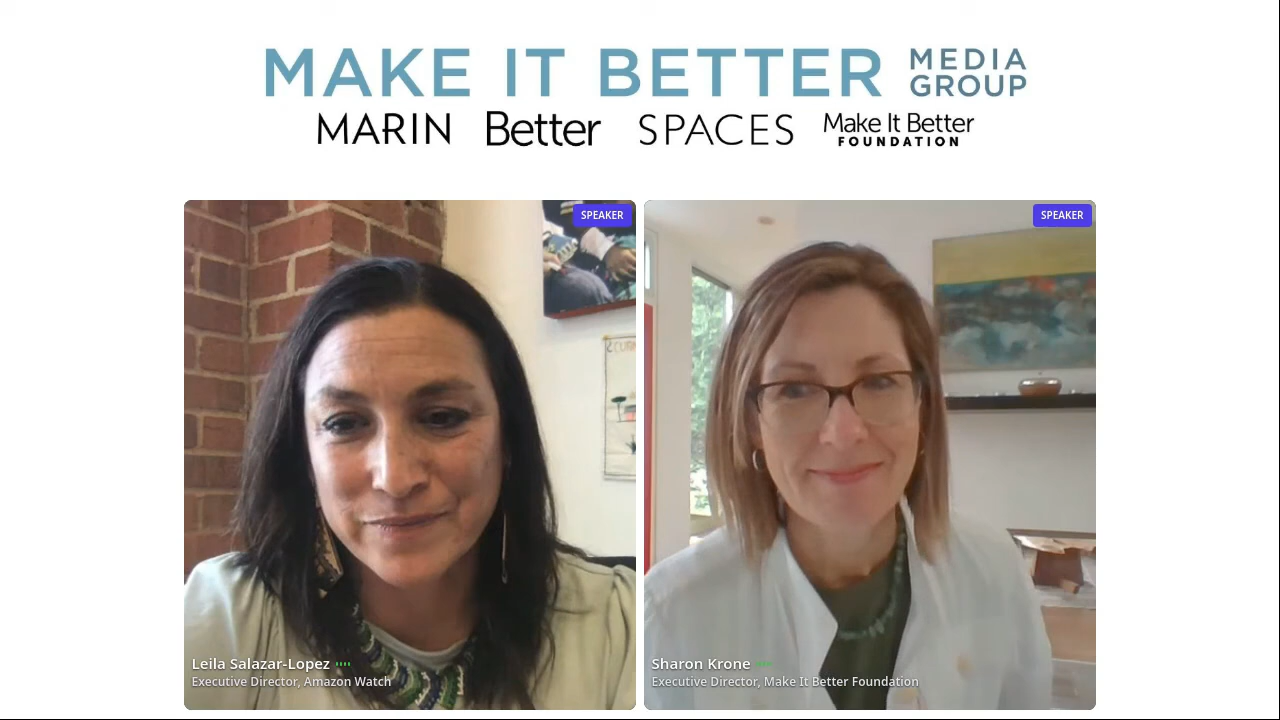 MAKE IT BETTER MEDIA GROUP
MARIN Better SPACES Make It Better FOUNDATION
SPEAKER
SPEAKER
Leila Salazar-Lopez
Executive Director, Amazon Watch
Sharon Krone
Executive Director, Make It Better Foundation